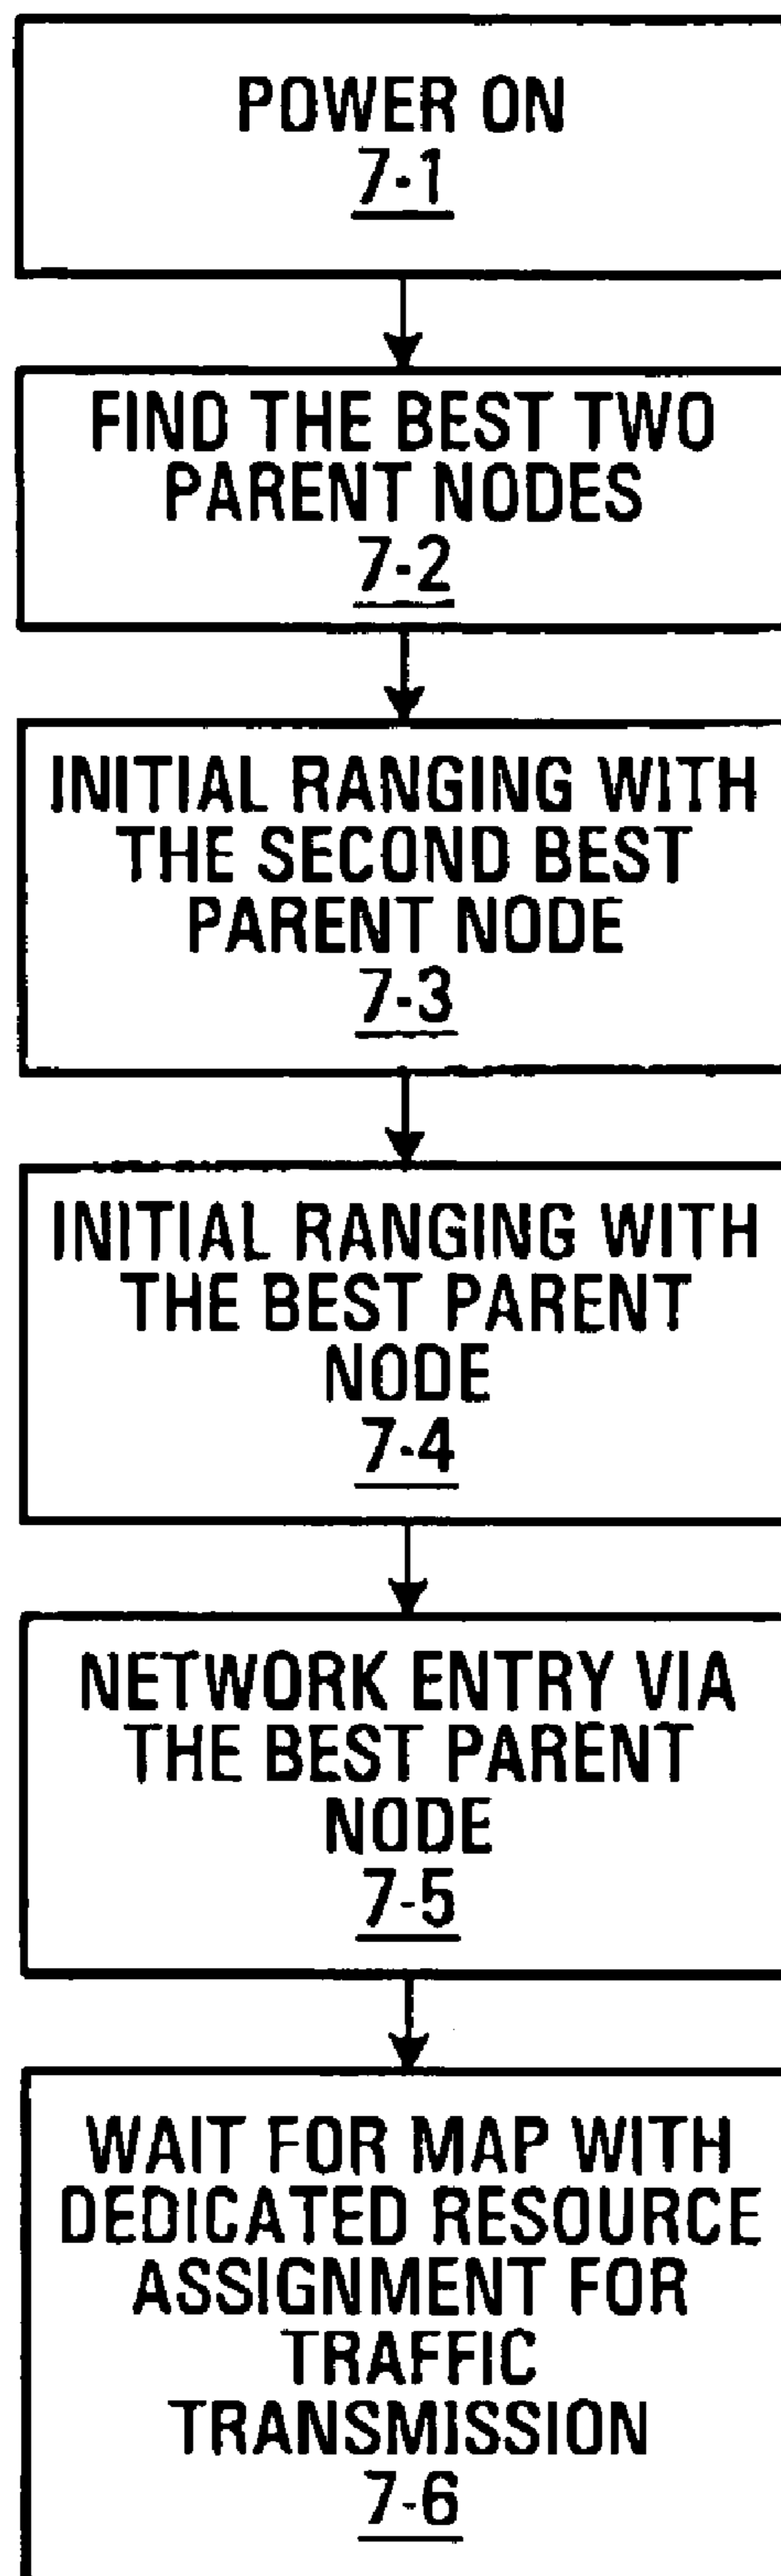 POWER ON
7-1
FIND THE BEST TWO
PARENT NODES
7-2
INITIAL RANGING WITH
THE SECOND BEST
PARENT NODE
7-3
INITIAL RANGING WITH
THE BEST PARENT
NODE
7-4
NETWORK ENTRY VIA
THE BEST PARENT
NODE
7-5
WAIT FOR MAP WITH
DEDICATED RESOURCE
ASSIGNMENT FOR
TRAFFIC
TRANSMISSION
7-6